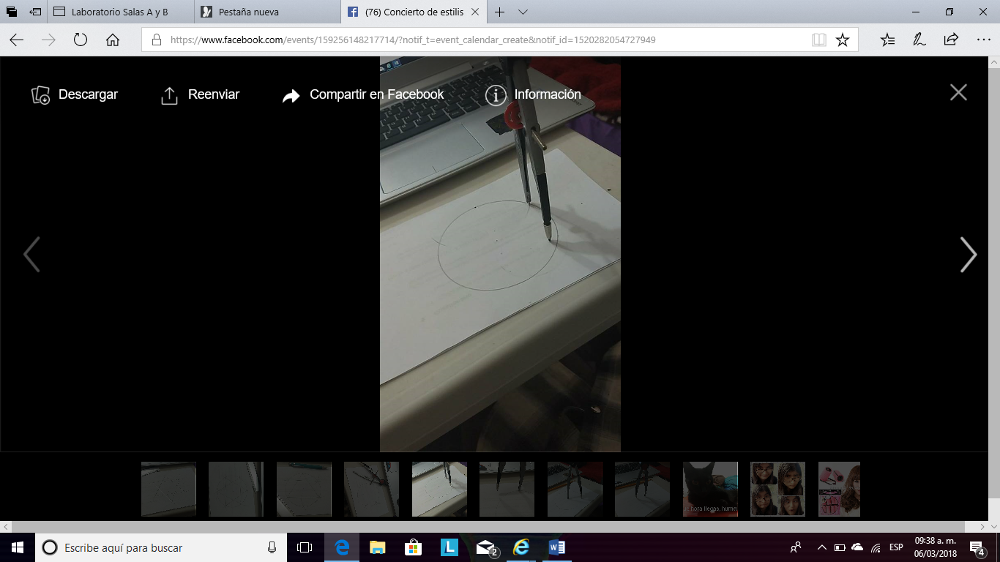 Laboratorio Salas A y B
Pestaña nueva
(76) Concierto de estilis
https://www.facebook.com/events/159256148217714/?notif_t=event_calendar_create&notif_id=1520282054727949
Descargar
Reenviar
Compartir en Facebook
Información
Escribe aquí para buscar
2
ESP
09:38 a. m.
06/03/2018
4